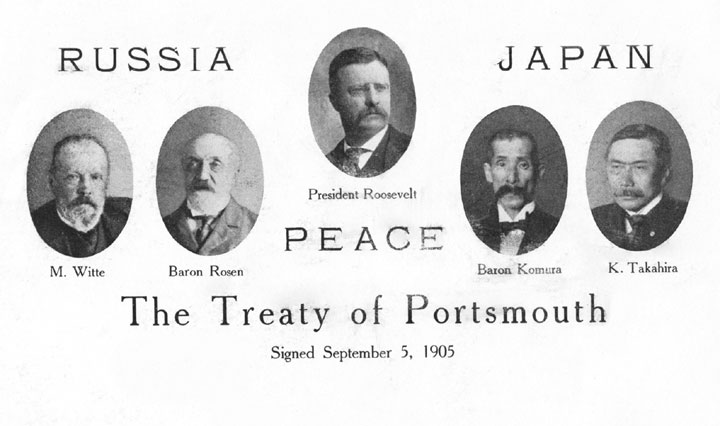 RUSSIA
JAPAN
President Roosevelt
PEACE
M. Witte
Baron Rosen
Baron Komura
K. Takahira
The Treaty of Portsmouth
Signed September 5, 1905